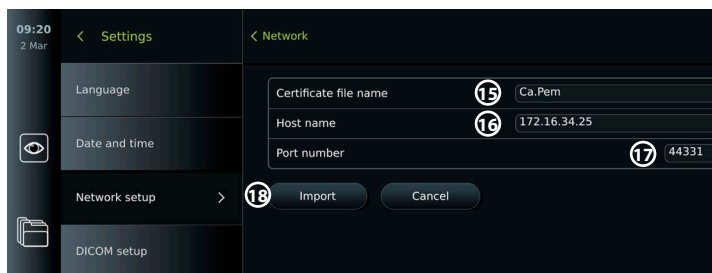 09:20
2 Mar
Settings
Network
Language
Date and time
Network setup
DICOM setup
Certificate file name 15 Ca.Pem
Host name 16 172.16.34.25
Port number 17 44331
18 Import Cancel